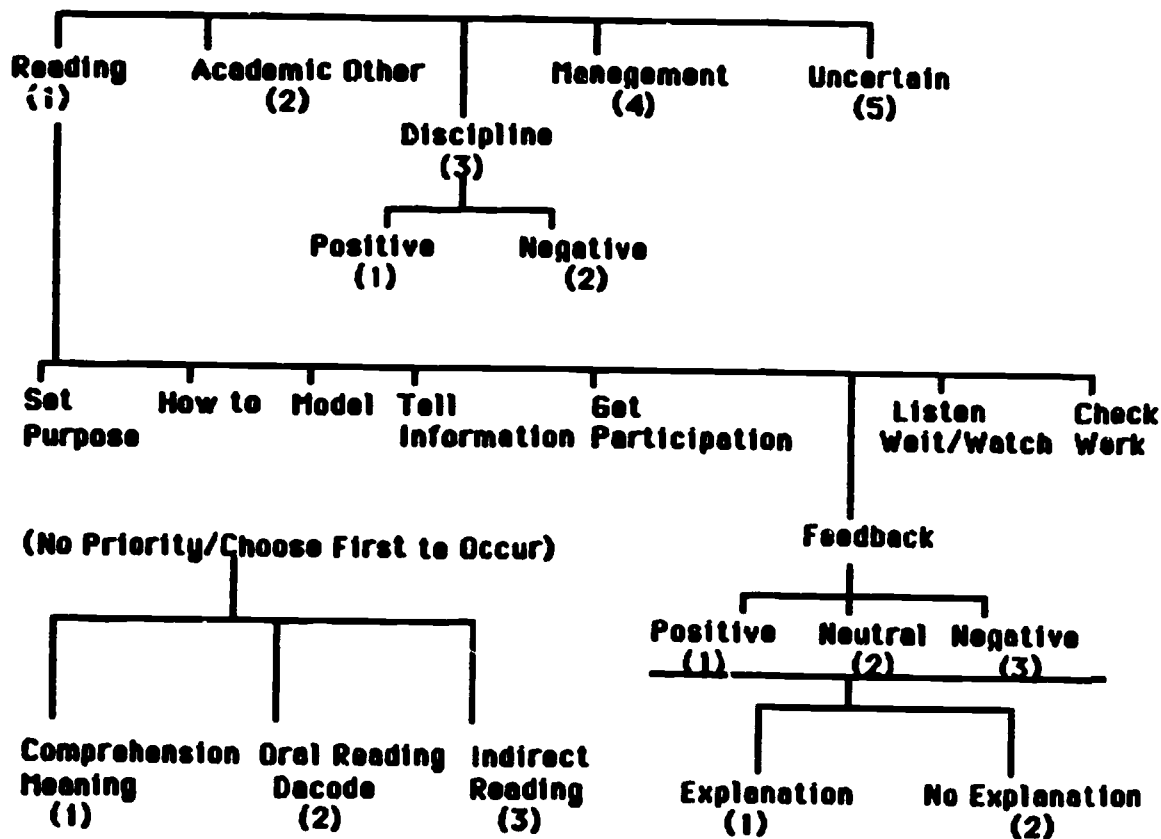 Reading Academic Other Management Uncertain
(1) (2) (4) (5)
Discipline
(3)
Positive Negative
(1) (2)
Set How to Model Tell Get Listen Check
Purpose Information Participation Wait/Watch Work
(No Priority/Choose First to Occur) Feedback
Positive Neutral Negative
(1) (2) (3)
Comprehension Oral Reading Indirect
Meaning Dacode Reading
(1) (2) (3)
Explanation No Explanation
(1) (2)